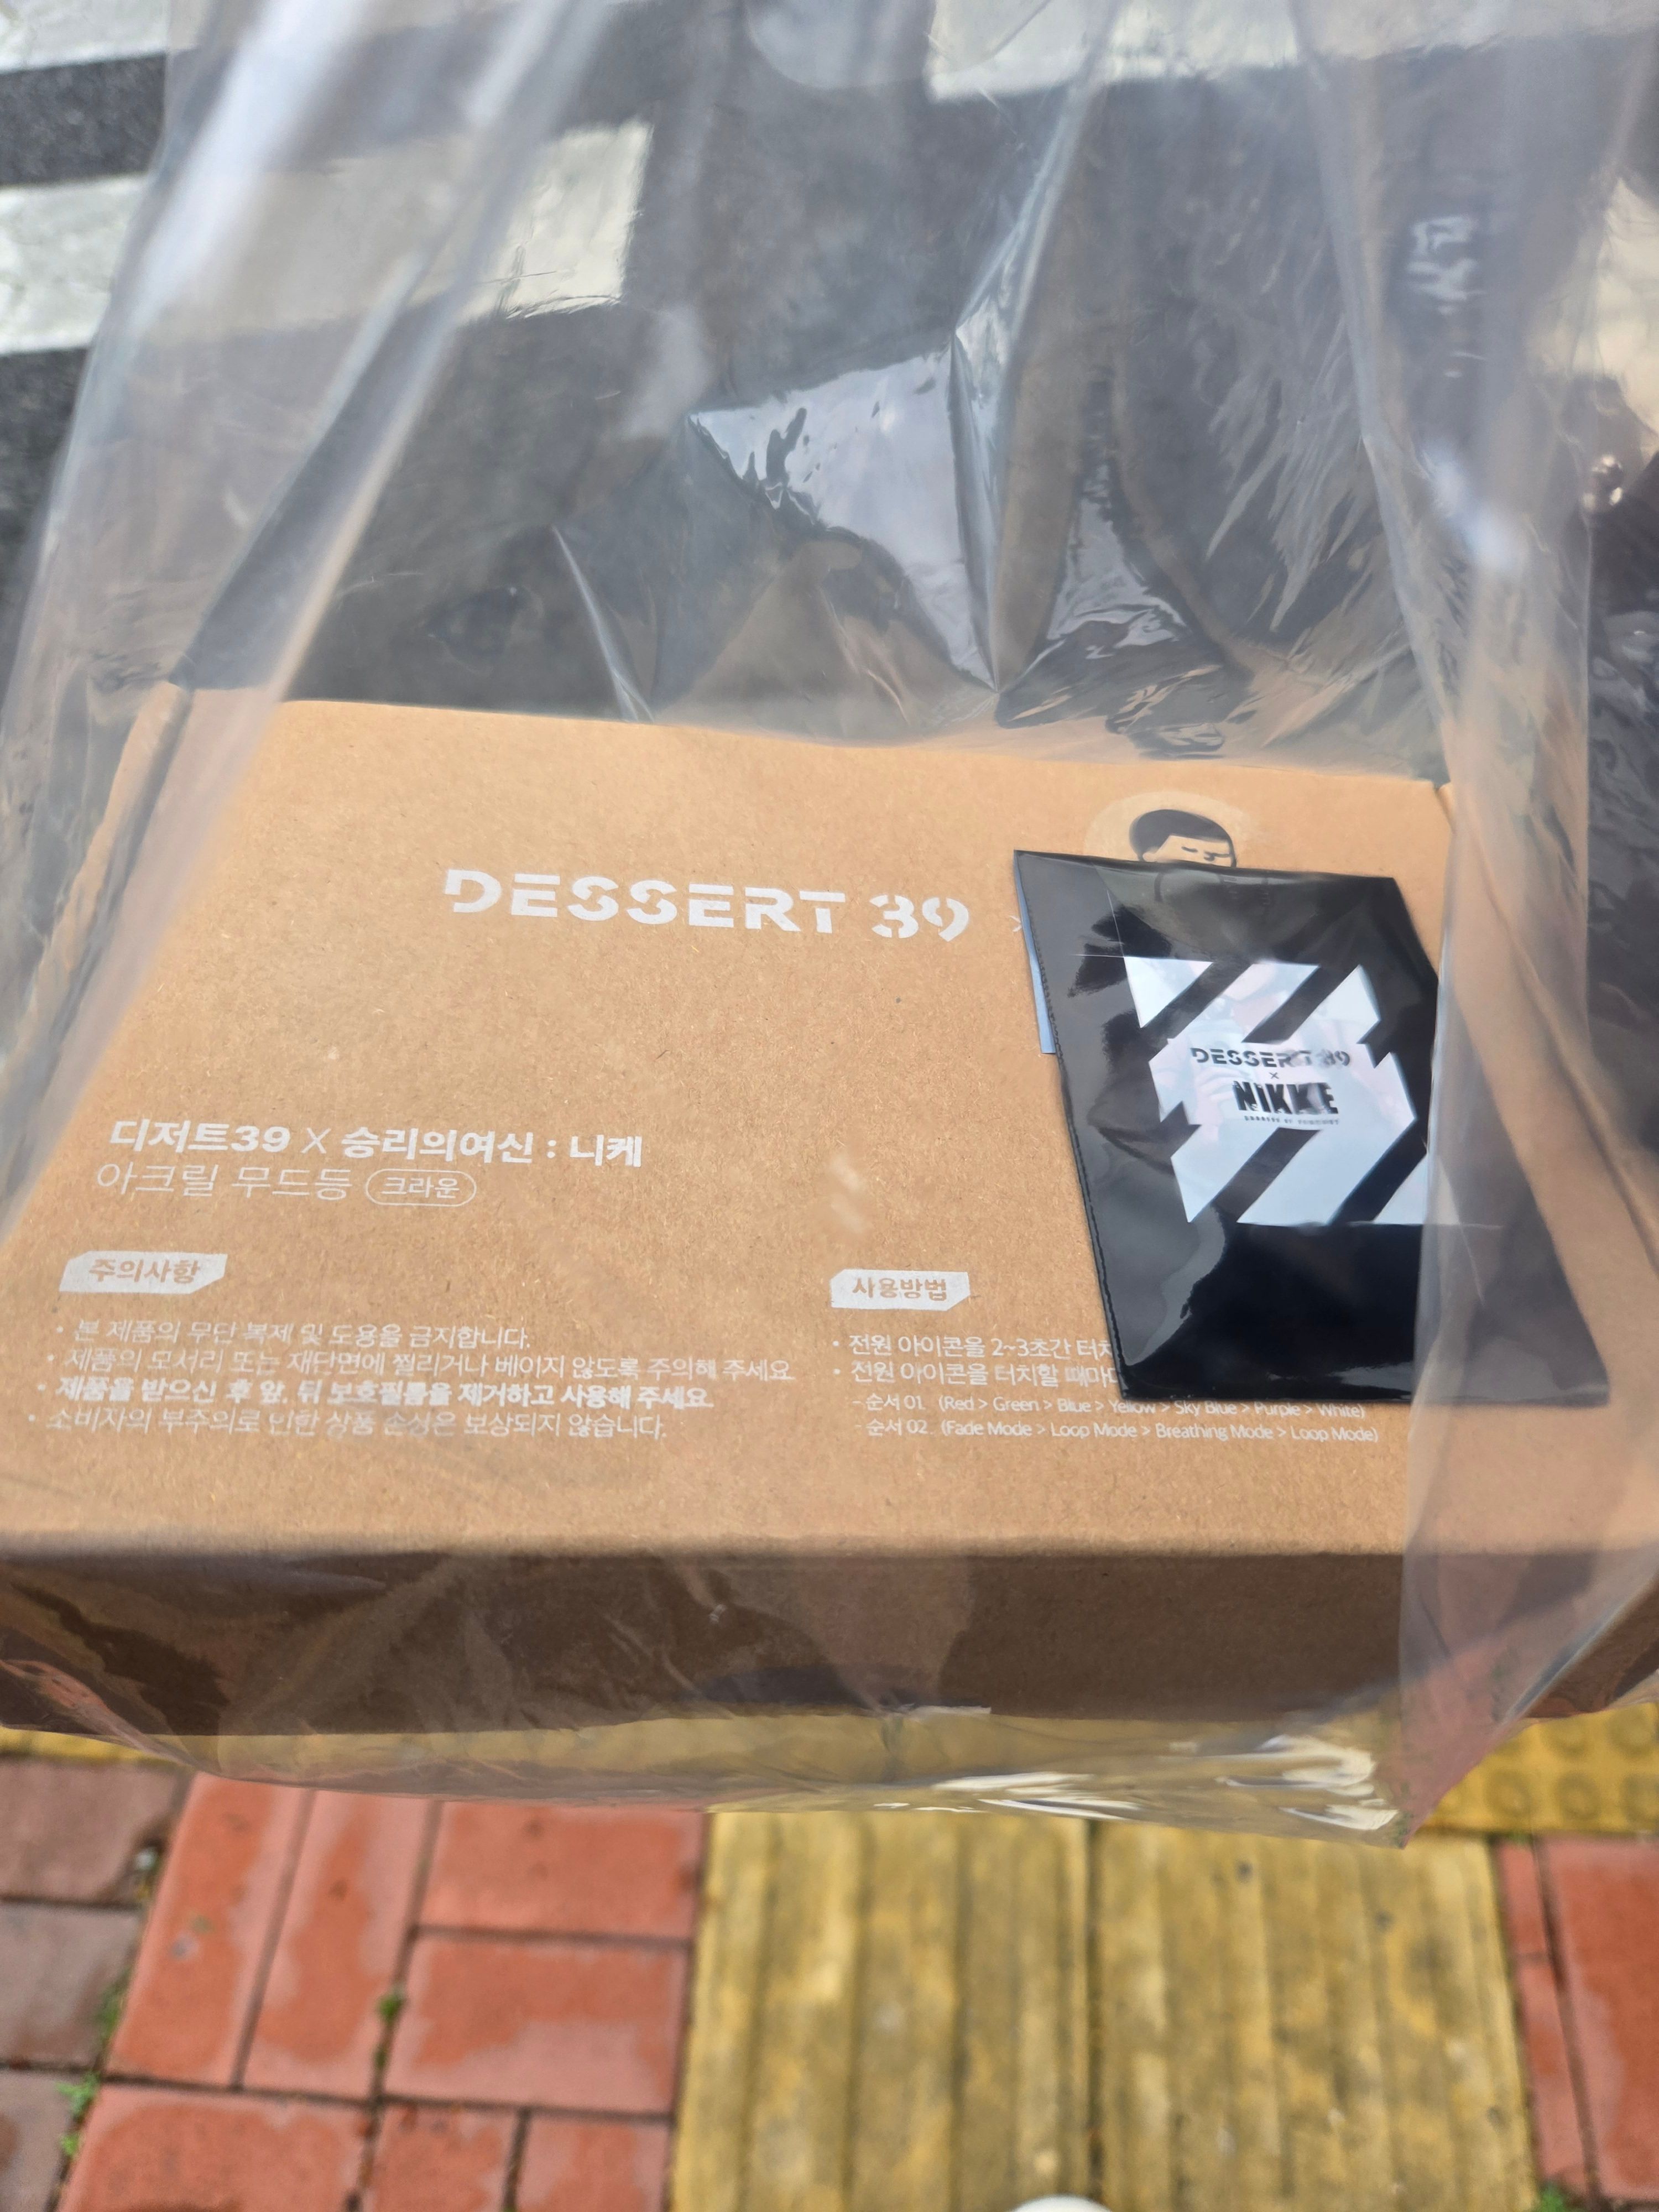 DESSERT 39
DESSERT 39
×
NIKKE
디저트39 X 승리의여신 : 니케
아크릴 무드등 크라운
주의사항
• 본 제품의 무단 복제 및 도용을 금지합니다.
• 제품의 모서리 또는 재단면에 찔리거나 베이지 않도록 주의해 주세요
• 제품을 받으신 후 앞, 뒤 보호필름을 제거하고 사용해 주세요.
• 소비자의 부주의로 인한 상품 손상은 보상되지 않습니다.
사용방법
• 전원 아이콘을 2~3초간 터치
• 전원 아이콘을 터치할 때마다
- 순서 01 (Red > Green > Blue > Yellow > Sky Blue > Purple > White)
- 순서 02 (Fade Mode > Loop Mode > Breathing Mode > Loop Mode)